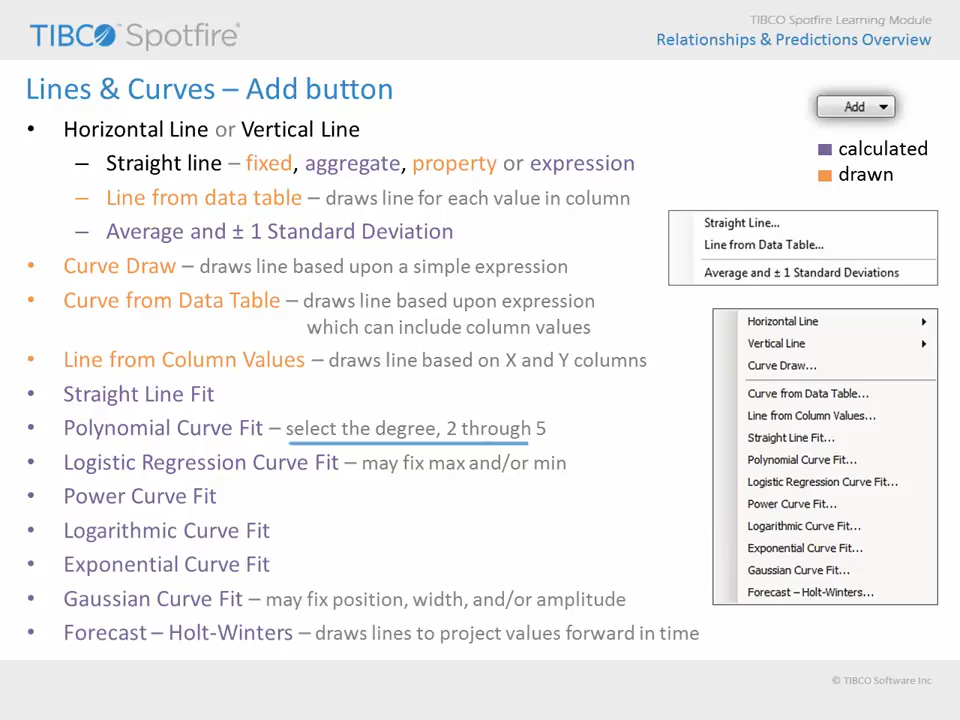 TIBCO Spotfire®
TIBCO Spotfire Learning Module
Relationships & Predictions Overview
Lines & Curves – Add button
• Horizontal Line or Vertical Line
– Straight line – fixed, aggregate, property or expression
– Line from data table – draws line for each value in column
– Average and ± 1 Standard Deviation
• Curve Draw – draws line based upon a simple expression
• Curve from Data Table – draws line based upon expression
which can include column values
• Line from Column Values – draws line based on X and Y columns
• Straight Line Fit
• Polynomial Curve Fit – select the degree, 2 through 5
• Logistic Regression Curve Fit – may fix max and/or min
• Power Curve Fit
• Logarithmic Curve Fit
• Exponential Curve Fit
• Gaussian Curve Fit – may fix position, width, and/or amplitude
• Forecast – Holt-Winters – draws lines to project values forward in time
Add
calculated
drawn
Straight Line...
Line from Data Table...
Average and ± 1 Standard Deviations
Horizontal Line
Vertical Line
Curve Draw...
Curve from Data Table...
Line from Column Values...
Straight Line Fit...
Polynomial Curve Fit...
Logistic Regression Curve Fit...
Power Curve Fit...
Logarithmic Curve Fit...
Exponential Curve Fit...
Gaussian Curve Fit...
Forecast – Holt-Winters...
© TIBCO Software Inc